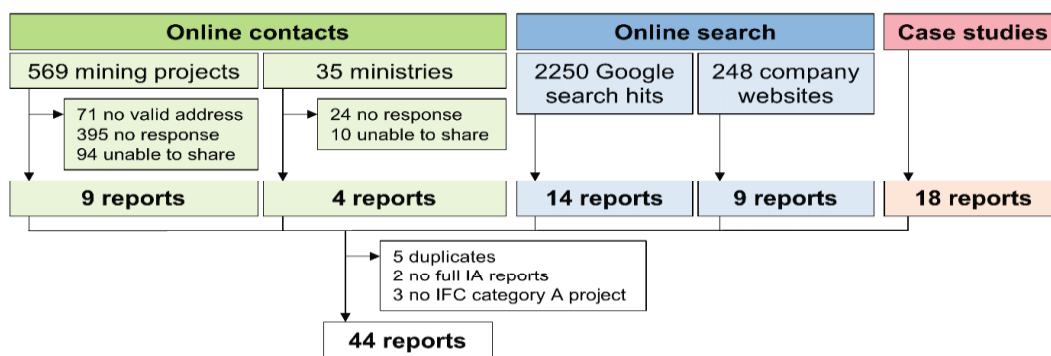 Online contacts
Online search
Case studies
569 mining projects
35 ministries
2250 Google
search hits
248 company
websites
71 no valid address
395 no response
94 unable to share
24 no response
10 unable to share
9 reports
4 reports
14 reports
9 reports
18 reports
5 duplicates
2 no full IA reports
3 no IFC category A project
44 reports